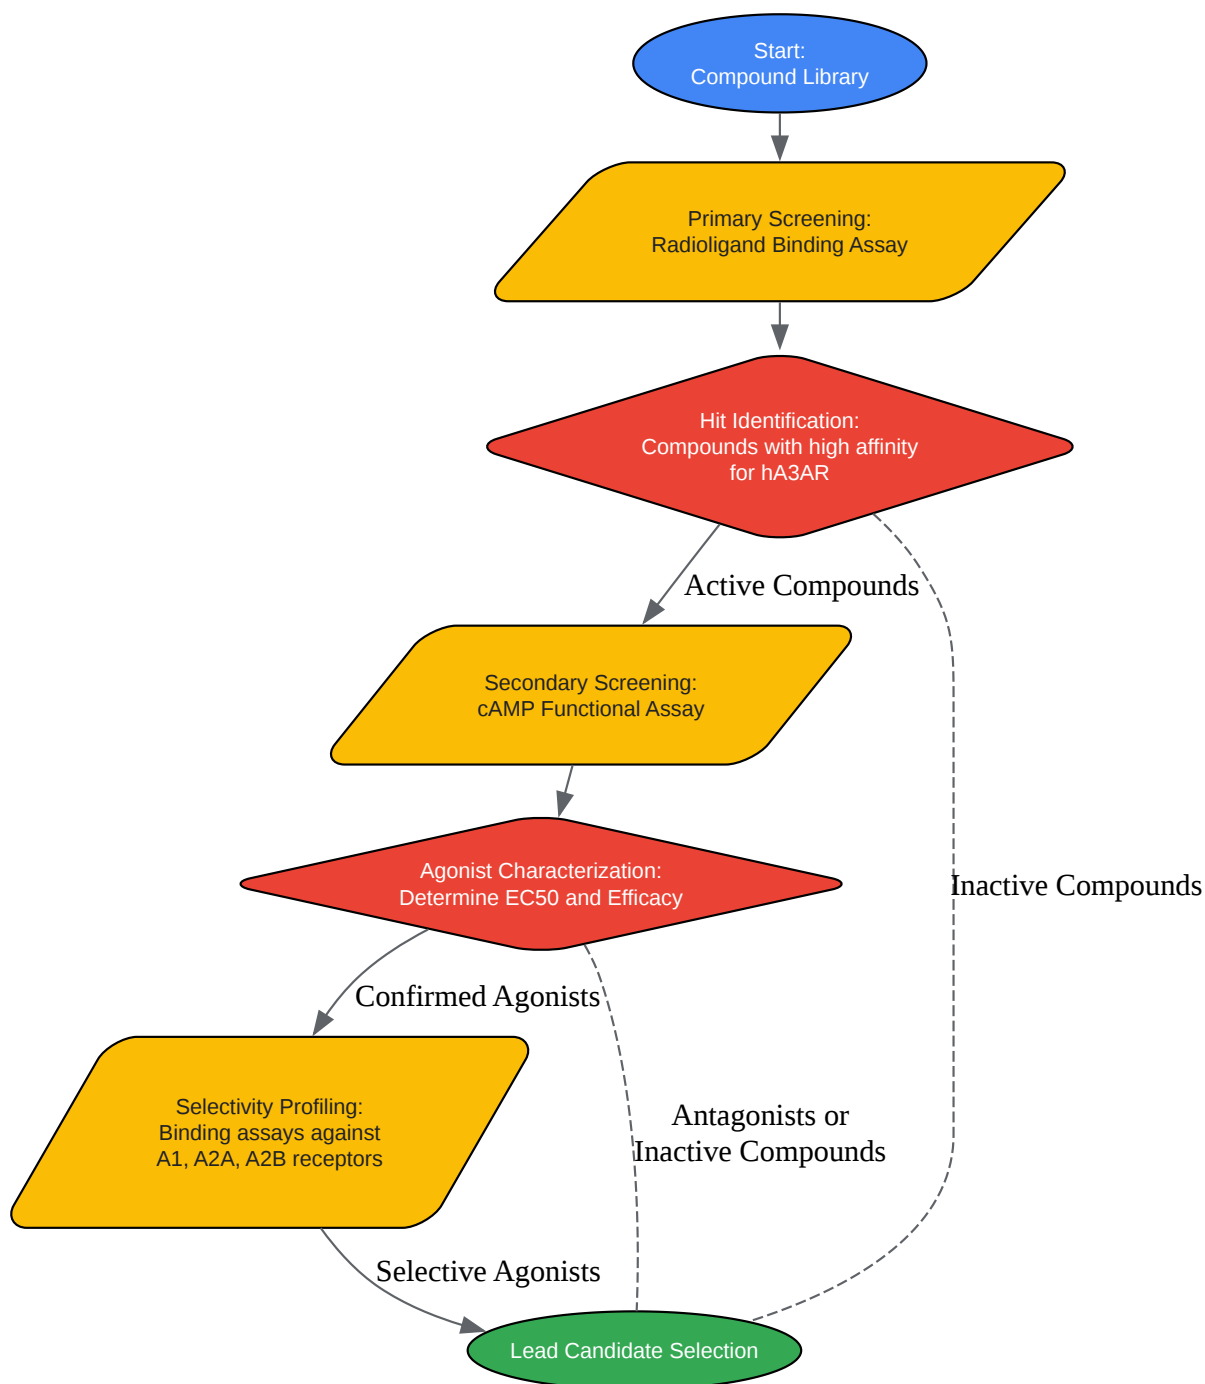 Start:
Compound Library
Primary Screening:
Radioligand Binding Assay
Hit Identification:
Compounds with high affinity
for hA3AR
Active Compounds
Secondary Screening:
cAMP Functional Assay
Agonist Characterization:
Determine EC50 and Efficacy
Inactive Compounds
Confirmed Agonists
Selectivity Profiling:
Binding assays against
A1, A2A, A2B receptors
Antagonists or
Inactive Compounds
Selective Agonists
Lead Candidate Selection